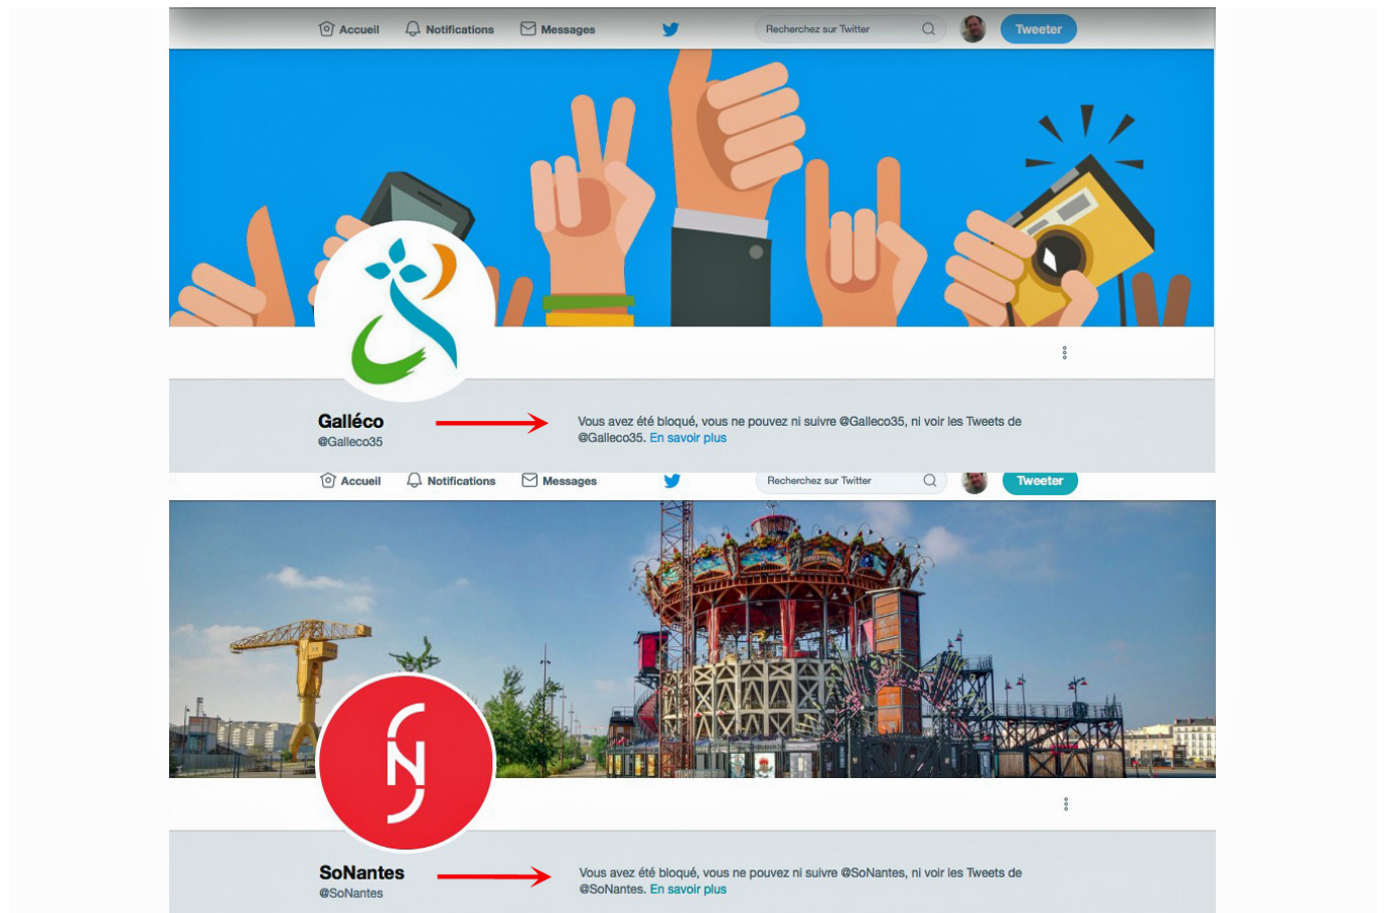 Accueil Notifications Messages Recherchez sur Twitter Tweeter
Galléco
@Galleco35
Vous avez été bloqué, vous ne pouvez ni suivre @Galleco35, ni voir les Tweets de
@Galleco35. En savoir plus
Accueil Notifications Messages Recherchez sur Twitter Tweeter
SoNantes
@SoNantes
Vous avez été bloqué, vous ne pouvez ni suivre @SoNantes, ni voir les Tweets de
@SoNantes. En savoir plus